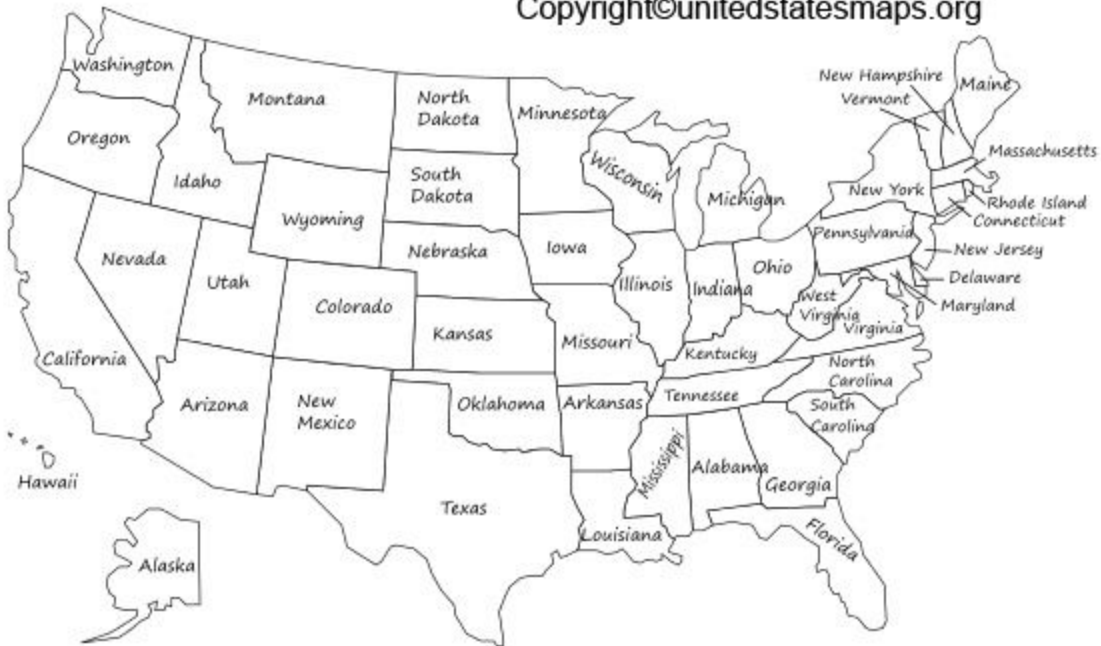 Copyright©unitedstatesmaps.org
Washington
Montana
North
Dakota
Minnesota
New Hampshire
Vermont
Maine
Oregon
Idaho
Wyoming
South
Dakota
Wisconsin
Michigan
New York
Massachusetts
Rhode Island
Connecticut
Nevada
Utah
Colorado
Nebraska
Iowa
Illinois
Indiana
Ohio
Pennsylvania
New Jersey
Delaware
Maryland
West
Virginia
Virginia
California
Arizona
New
Mexico
Kansas
Missouri
Kentucky
Oklahoma
Arkansas
Tennessee
North
Carolina
South
Carolina
Hawaii
Alaska
Texas
Louisiana
Mississippi
Alabama
Georgia
Florida